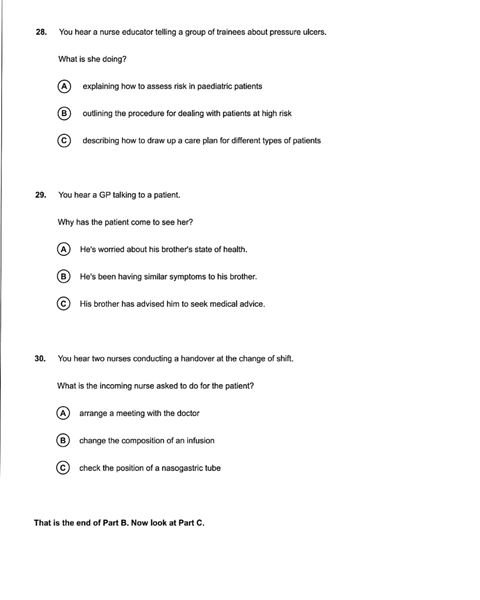 28. You hear a nurse educator telling a group of trainees about pressure ulcers.
What is she doing?
A explaining how to assess risk in paediatric patients
B outlining the procedure for dealing with patients at high risk
C describing how to draw up a care plan for different types of patients
29. You hear a GP talking to a patient.
Why has the patient come to see her?
A He's worried about his brother's state of health.
B He's been having similar symptoms to his brother.
C His brother has advised him to seek medical advice.
30. You hear two nurses conducting a handover at the change of shift.
What is the incoming nurse asked to do for the patient?
A arrange a meeting with the doctor
B change the composition of an infusion
C check the position of a nasogastric tube
That is the end of Part B. Now look at Part C.